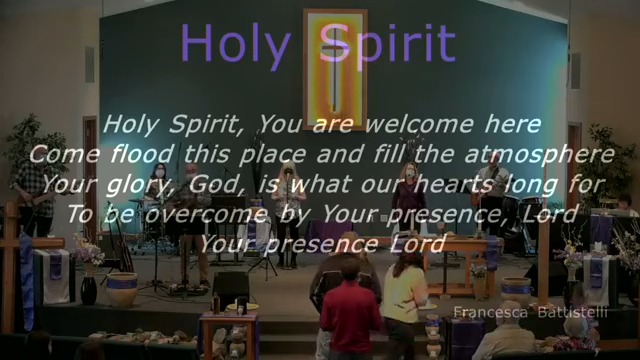 Holy Spirit
Holy Spirit, You are welcome here
Come flood this place and fill the atmosphere
Your glory, God, is what our hearts long for
To be overcome by Your presence, Lord
Your presence Lord
Francesca Battistelli